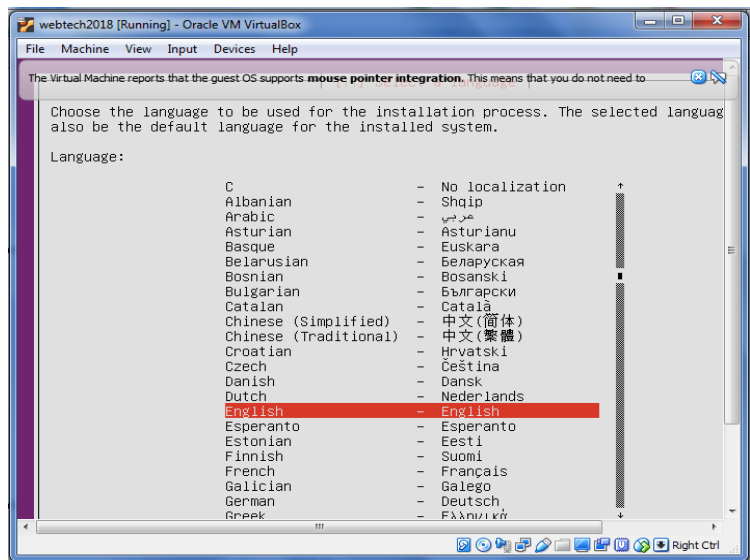 webtech2018 [Running] - Oracle VM VirtualBox
File Machine View Input Devices Help
The Virtual Machine reports that the guest OS supports mouse pointer integration. This means that you do not need to
[!!] Select a language
Choose the language to be used for the installation process. The selected languag
also be the default language for the installed system.
Language:
C - No localization
Albanian - Shqip
Arabic - عربي
Asturian - Asturianu
Basque - Euskara
Belarusian - Беларуская
Bosnian - Bosanski
Bulgarian - Български
Catalan - Català
Chinese (Simplified) - 中文(简体)
Chinese (Traditional) - 中文(繁體)
Croatian - Hrvatski
Czech - Čeština
Danish - Dansk
Dutch - Nederlands
English - English
Esperanto - Esperanto
Estonian - Eesti
Finnish - Suomi
French - Français
Galician - Galego
German - Deutsch
Greek - Ελληνικά
Right Ctrl